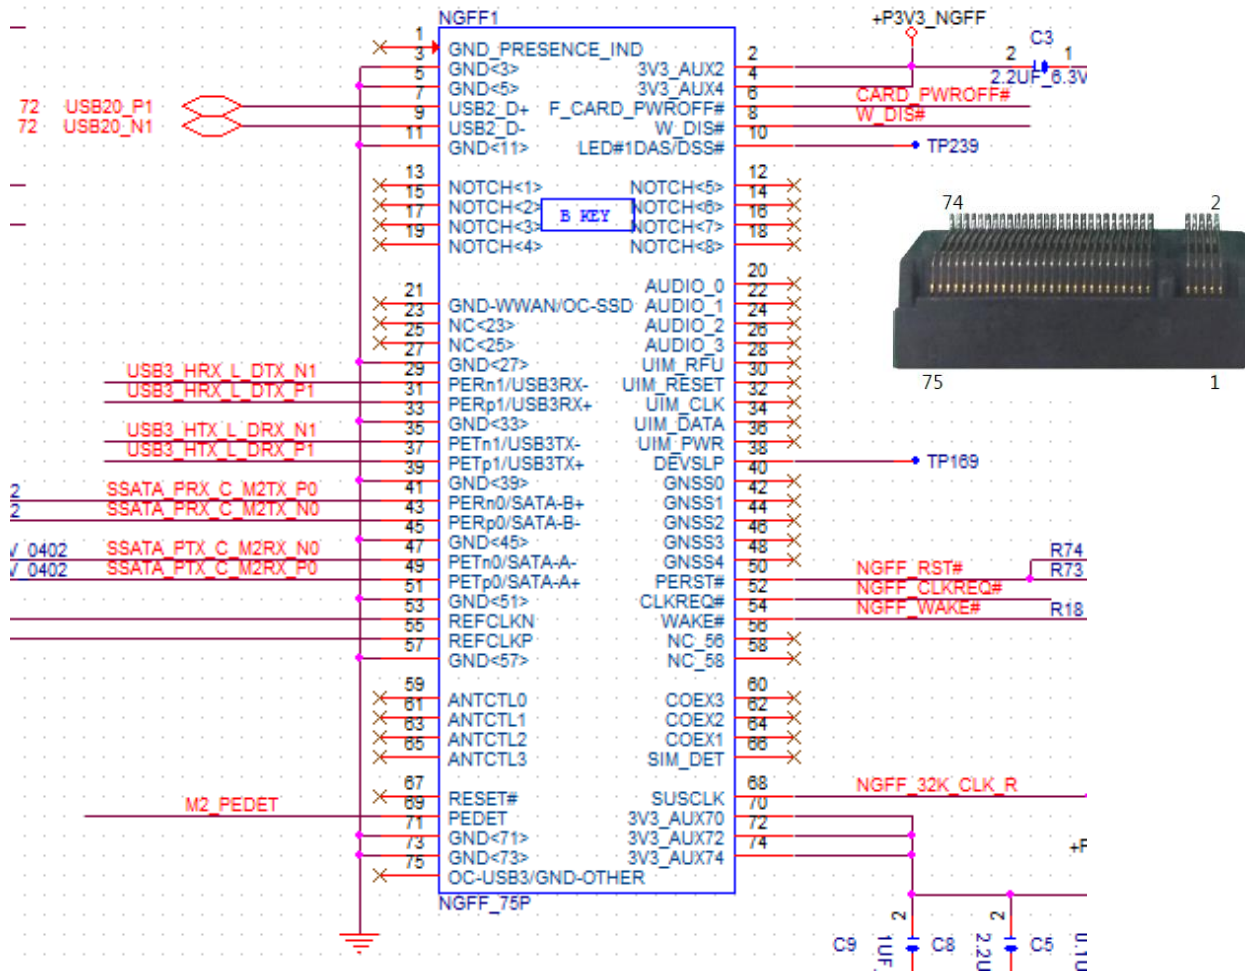 NGFF1
+P3V3_NGFF
C3
1 GND_PRESENCE_IND
3 GND<3> 3V3_AUX2 2
2 1
5 GND<5> 3V3_AUX4 4
2.2UF_6.3V
72 USB20_P1 7 USB2_D+ F_CARD_PWROFF# 6 CARD_PWROFF#
72 USB20_N1 9 USB2_D- W_DIS# 8 W_DIS#
11 GND<11> LED#1DAS/DSS# 10 TP239
13 NOTCH<1> NOTCH<5> 12
15 NOTCH<2> NOTCH<6> 14
17 NOTCH<3> NOTCH<7> 16
19 NOTCH<4> NOTCH<8> 18
B KEY
74 2
AUDIO_0 20
21 GND-WWAN/OC-SSD AUDIO_1 22
23 NC<23> AUDIO_2 24
25 NC<25> AUDIO_3 26
27 GND<27> UIM_RFU 28
USB3_HRX_L_DTX_N1 29 PERn1/USB3RX- UIM_RESET 30
USB3_HRX_L_DTX_P1 31 PERp1/USB3RX+ UIM_CLK 32
75 1
33 GND<33> UIM_DATA 34
USB3_HTX_L_DRX_N1 35 PETn1/USB3TX- UIM_PWR 36
USB3_HTX_L_DRX_P1 37 PETp1/USB3TX+ DEVSLP 38 TP169
39 GND<39> GNSS0 40
2 SSATA_PRX_C_M2TX_P0 41 PERn0/SATA-B+ GNSS1 42
2 SSATA_PRX_C_M2TX_N0 43 PERp0/SATA-B- GNSS2 44
45 GND<45> GNSS3 46
V_0402 SSATA_PTX_C_M2RX_N0 47 PETn0/SATA-A- GNSS4 48
R74
V_0402 SSATA_PTX_C_M2RX_P0 49 PETp0/SATA-A+ PERST# 50 NGFF_RST# R73
51 GND<51> CLKREQ# 52 NGFF_CLKREQ#
53 REFCLKN WAKE# 54 NGFF_WAKE# R18
55 REFCLKP NC_56 56
57 GND<57> NC_58 58
59 ANTCTL0 COEX3 60
61 ANTCTL1 COEX2 62
63 ANTCTL2 COEX1 64
65 ANTCTL3 SIM_DET 66
67 RESET# SUSCLK 68 NGFF_32K_CLK_R
M2_PEDET 69 PEDET 3V3_AUX70 70
71 GND<71> 3V3_AUX72 72
73 GND<73> 3V3_AUX74 74
75 OC-USB3/GND-OTHER
NGFF_75P
2 2
C9 1UF, C8 2.2U C5